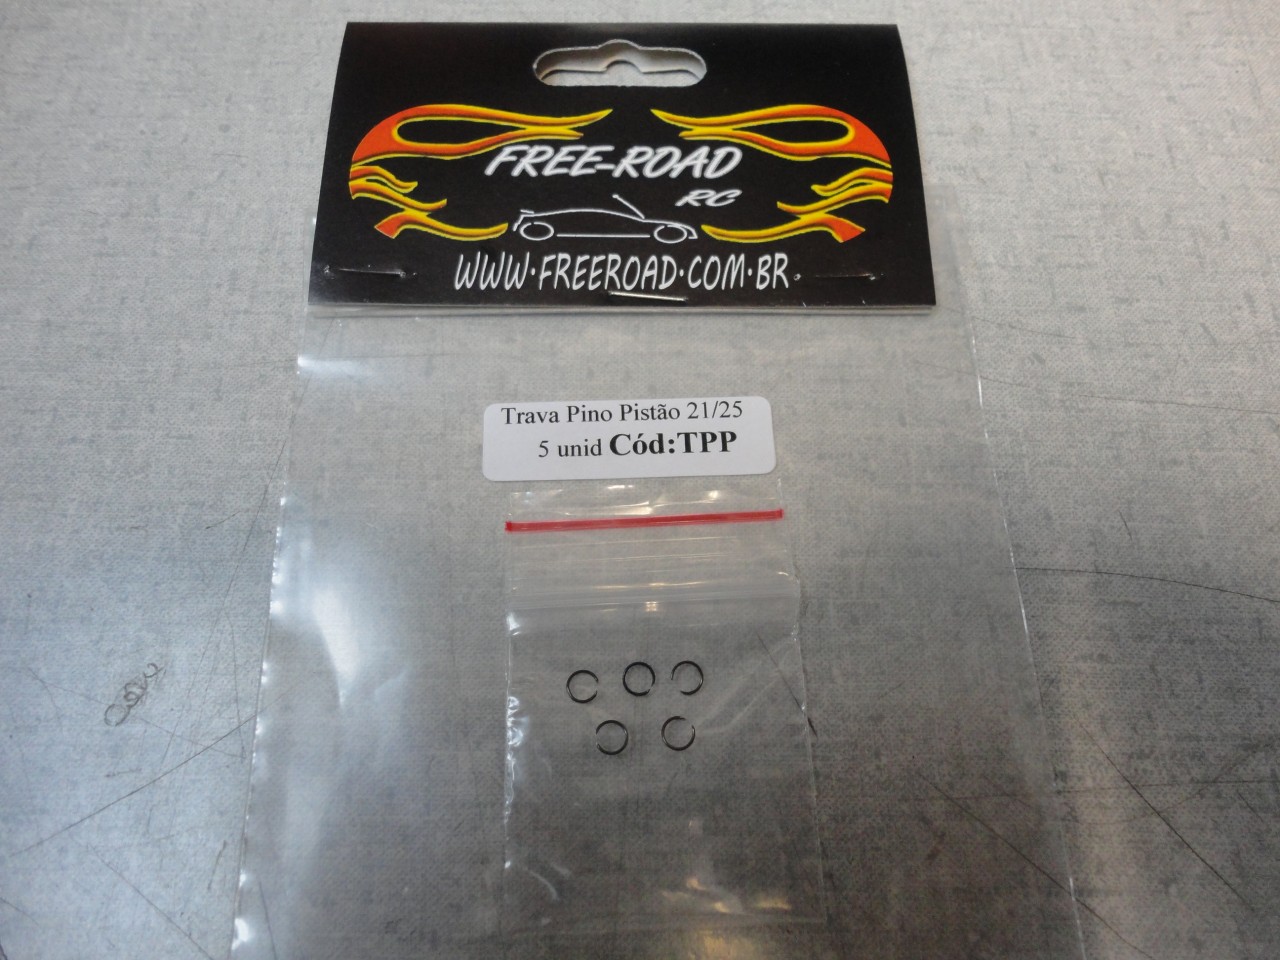 FREE-ROAD
RC
WWW.FREEROAD.COM.BR
Trava Pino Pistão 21/25
5 unid Cód:TPP